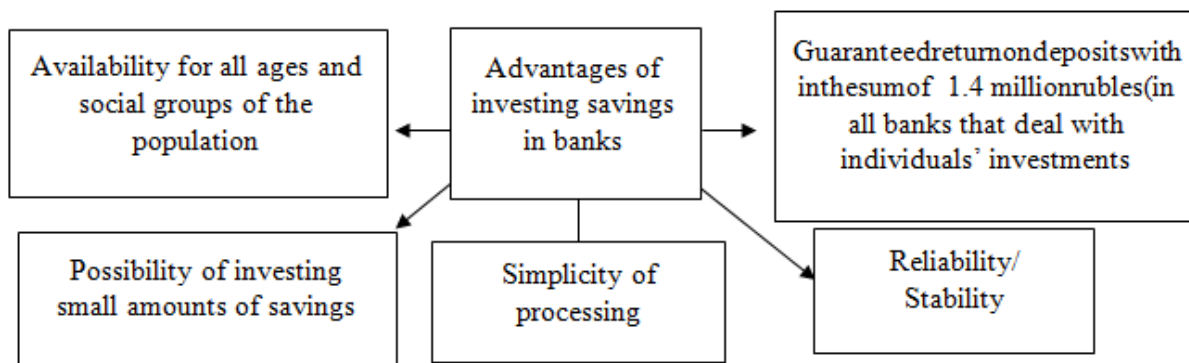 Availability for all ages and
social groups of the
population
Advantages of
investing savings
in banks
Guaranteedreturnondepositswith
inthesumof 1.4 millionrubles(in
all banks that deal with
individuals’ investments
Possibility of investing
small amounts of savings
Simplicity of
processing
Reliability/
Stability